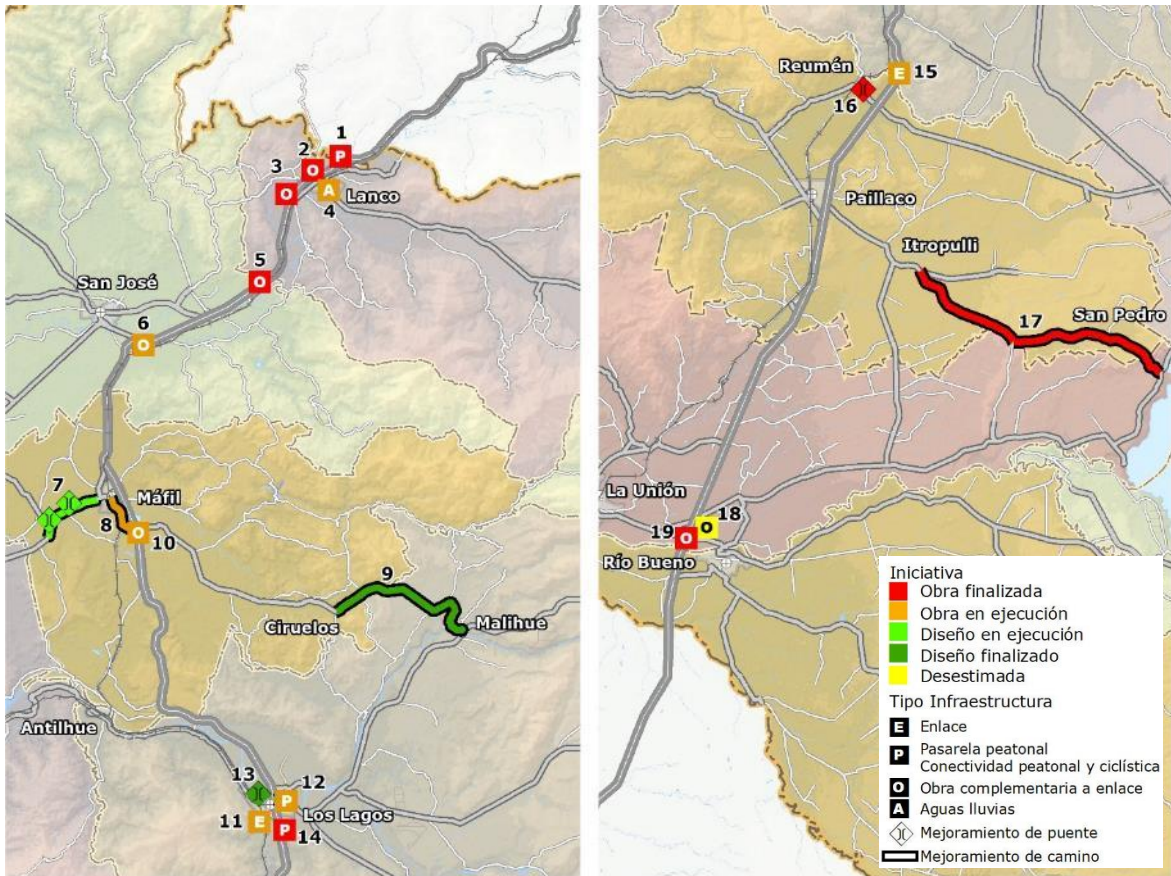 1
2
P
3
O
O
A
Lanco
4
5
San José
O
6
O
7
Máfil
8
O
10
9
Ciruelos
Malihue
Antilhue
13
12
P
Los Lagos
11
E
P
14
Reumén
E
15
16
Paillaco
Itropulli
17
San Pedro
La Unión
18
O
19
O
Río Bueno
Iniciativa
Obra finalizada
Obra en ejecución
Diseño en ejecución
Diseño finalizado
Desestimada
Tipo Infraestructura
E Enlace
P Pasarela peatonal
Conectividad peatonal y ciclística
O Obra complementaria a enlace
A Aguas lluvias
Mejoramiento de puente
Mejoramiento de camino